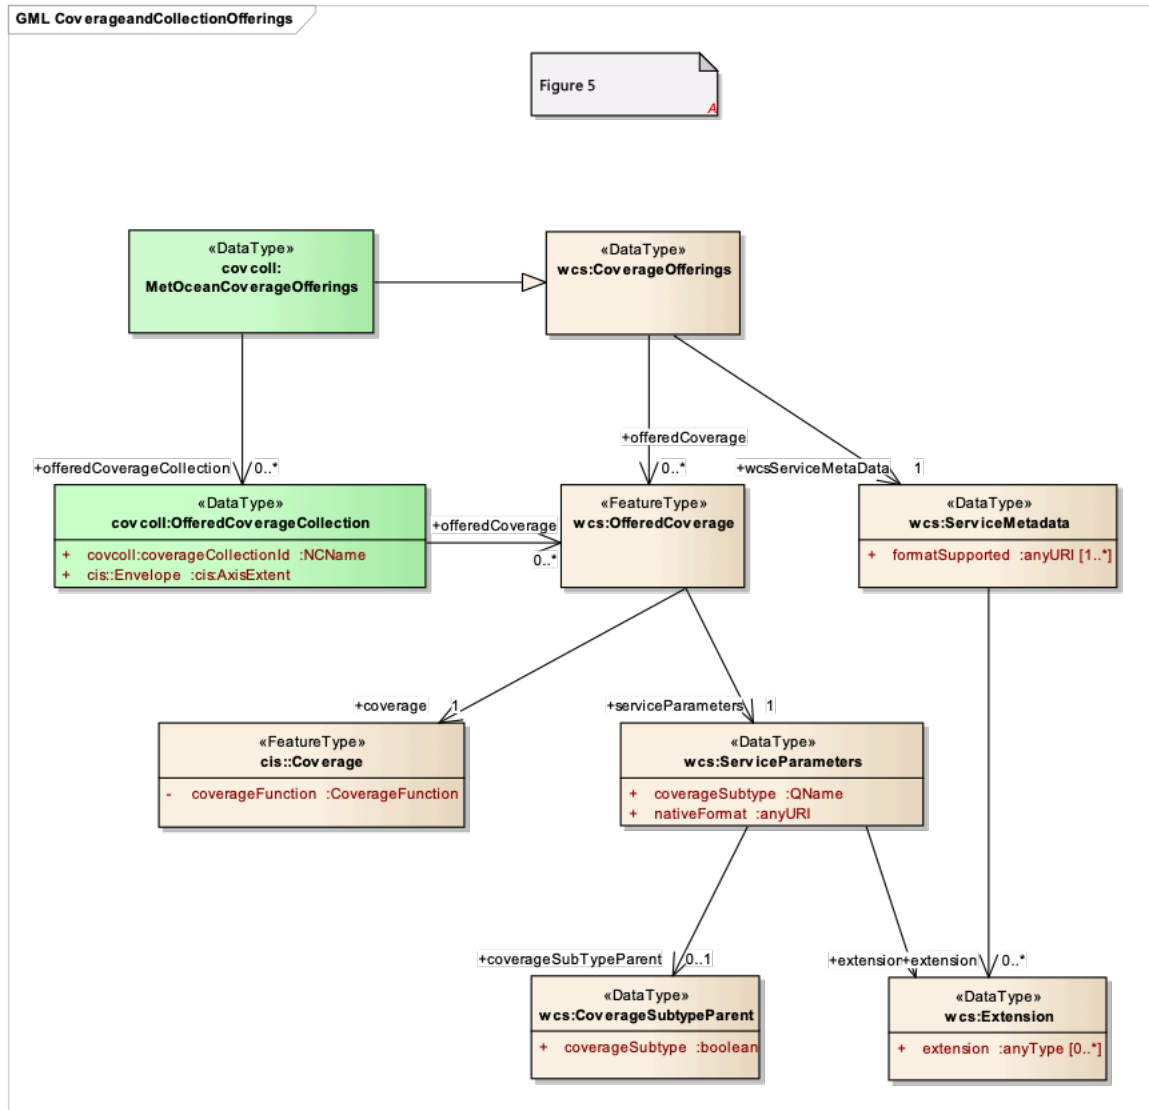 GML CoverageandCollectionOfferings
Figure 5
A
«DataType»
covcoll:
MetOceanCoverageOfferings
«DataType»
wcs:CoverageOfferings
+offeredCoverage
+offeredCoverageCollection 0..*
0..*
+wcsServiceMetaData 1
«DataType»
covcoll:OfferedCoverageCollection
+ covcoll:coverageCollectionId :NCName
+ cis::Envelope :cis:AxisExtent
+offeredCoverage
0..*
«FeatureType»
wcs:OfferedCoverage
«DataType»
wcs:ServiceMetadata
+ formatSupported :anyURI [1..*]
+coverage 1
+serviceParameters 1
«FeatureType»
cis::Coverage
- coverageFunction :CoverageFunction
«DataType»
wcs:ServiceParameters
+ coverageSubtype :QName
+ nativeFormat :anyURI
+coverageSubTypeParent 0..1
+extension+extension 0..*
«DataType»
wcs:CoverageSubtypeParent
+ coverageSubtype :boolean
«DataType»
wcs:Extension
+ extension :anyType [0..*]